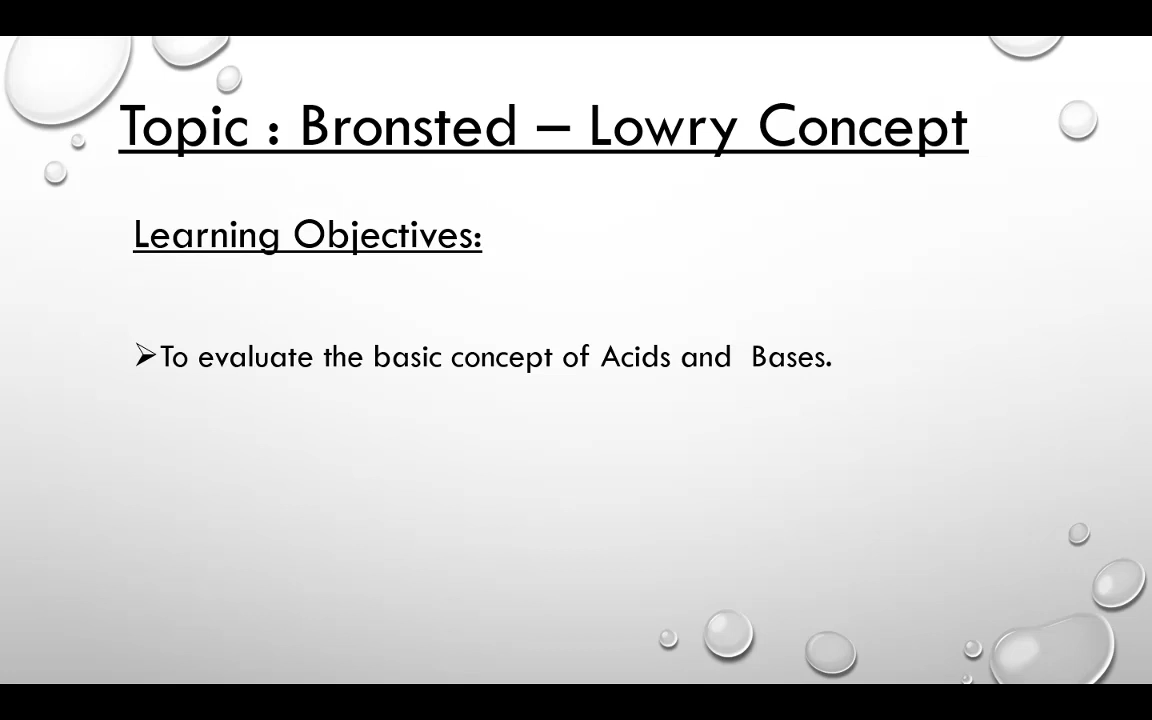 Topic : Bronsted – Lowry Concept
Learning Objectives:
➢To evaluate the basic concept of Acids and  Bases.